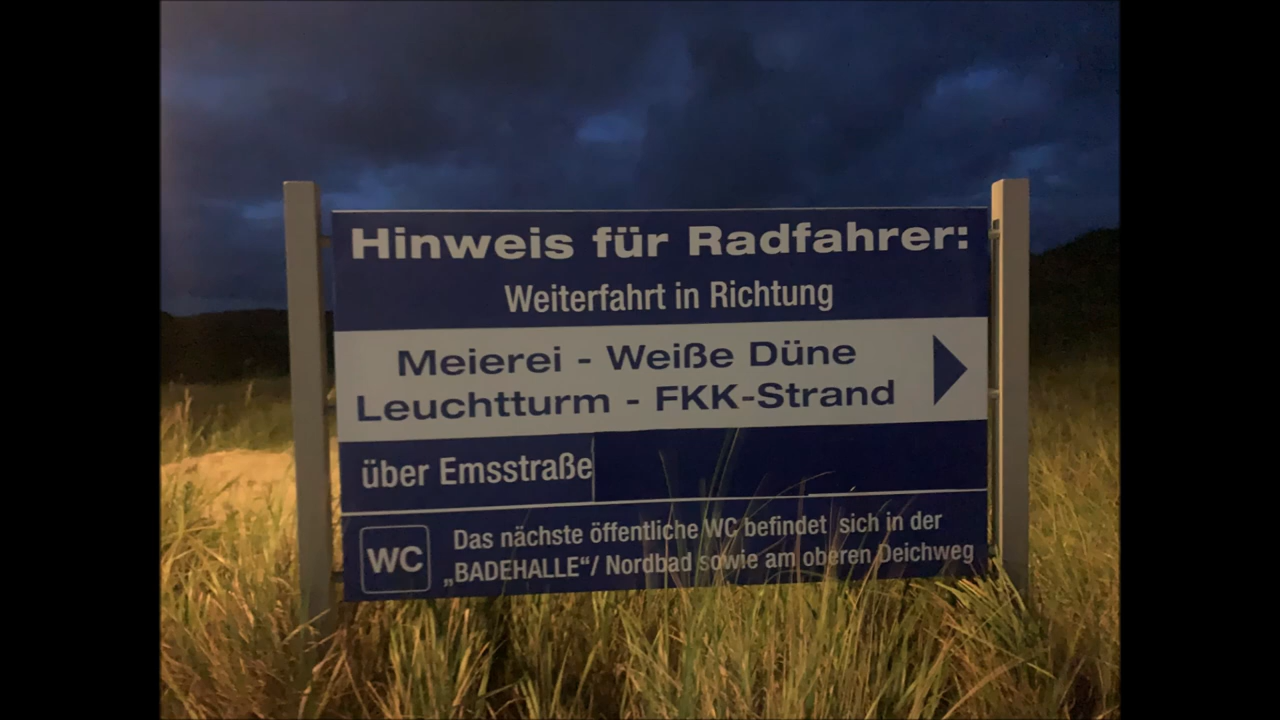 Hinweis für Radfahrer:
Weiterfahrt in Richtung
Meierei - Weiße Düne
Leuchtturm - FKK-Strand
über Emsstraße
WC
Das nächste öffentliche WC befindet sich in der
„BADEHALLE“/ Nordbad sowie am oberen Deichweg